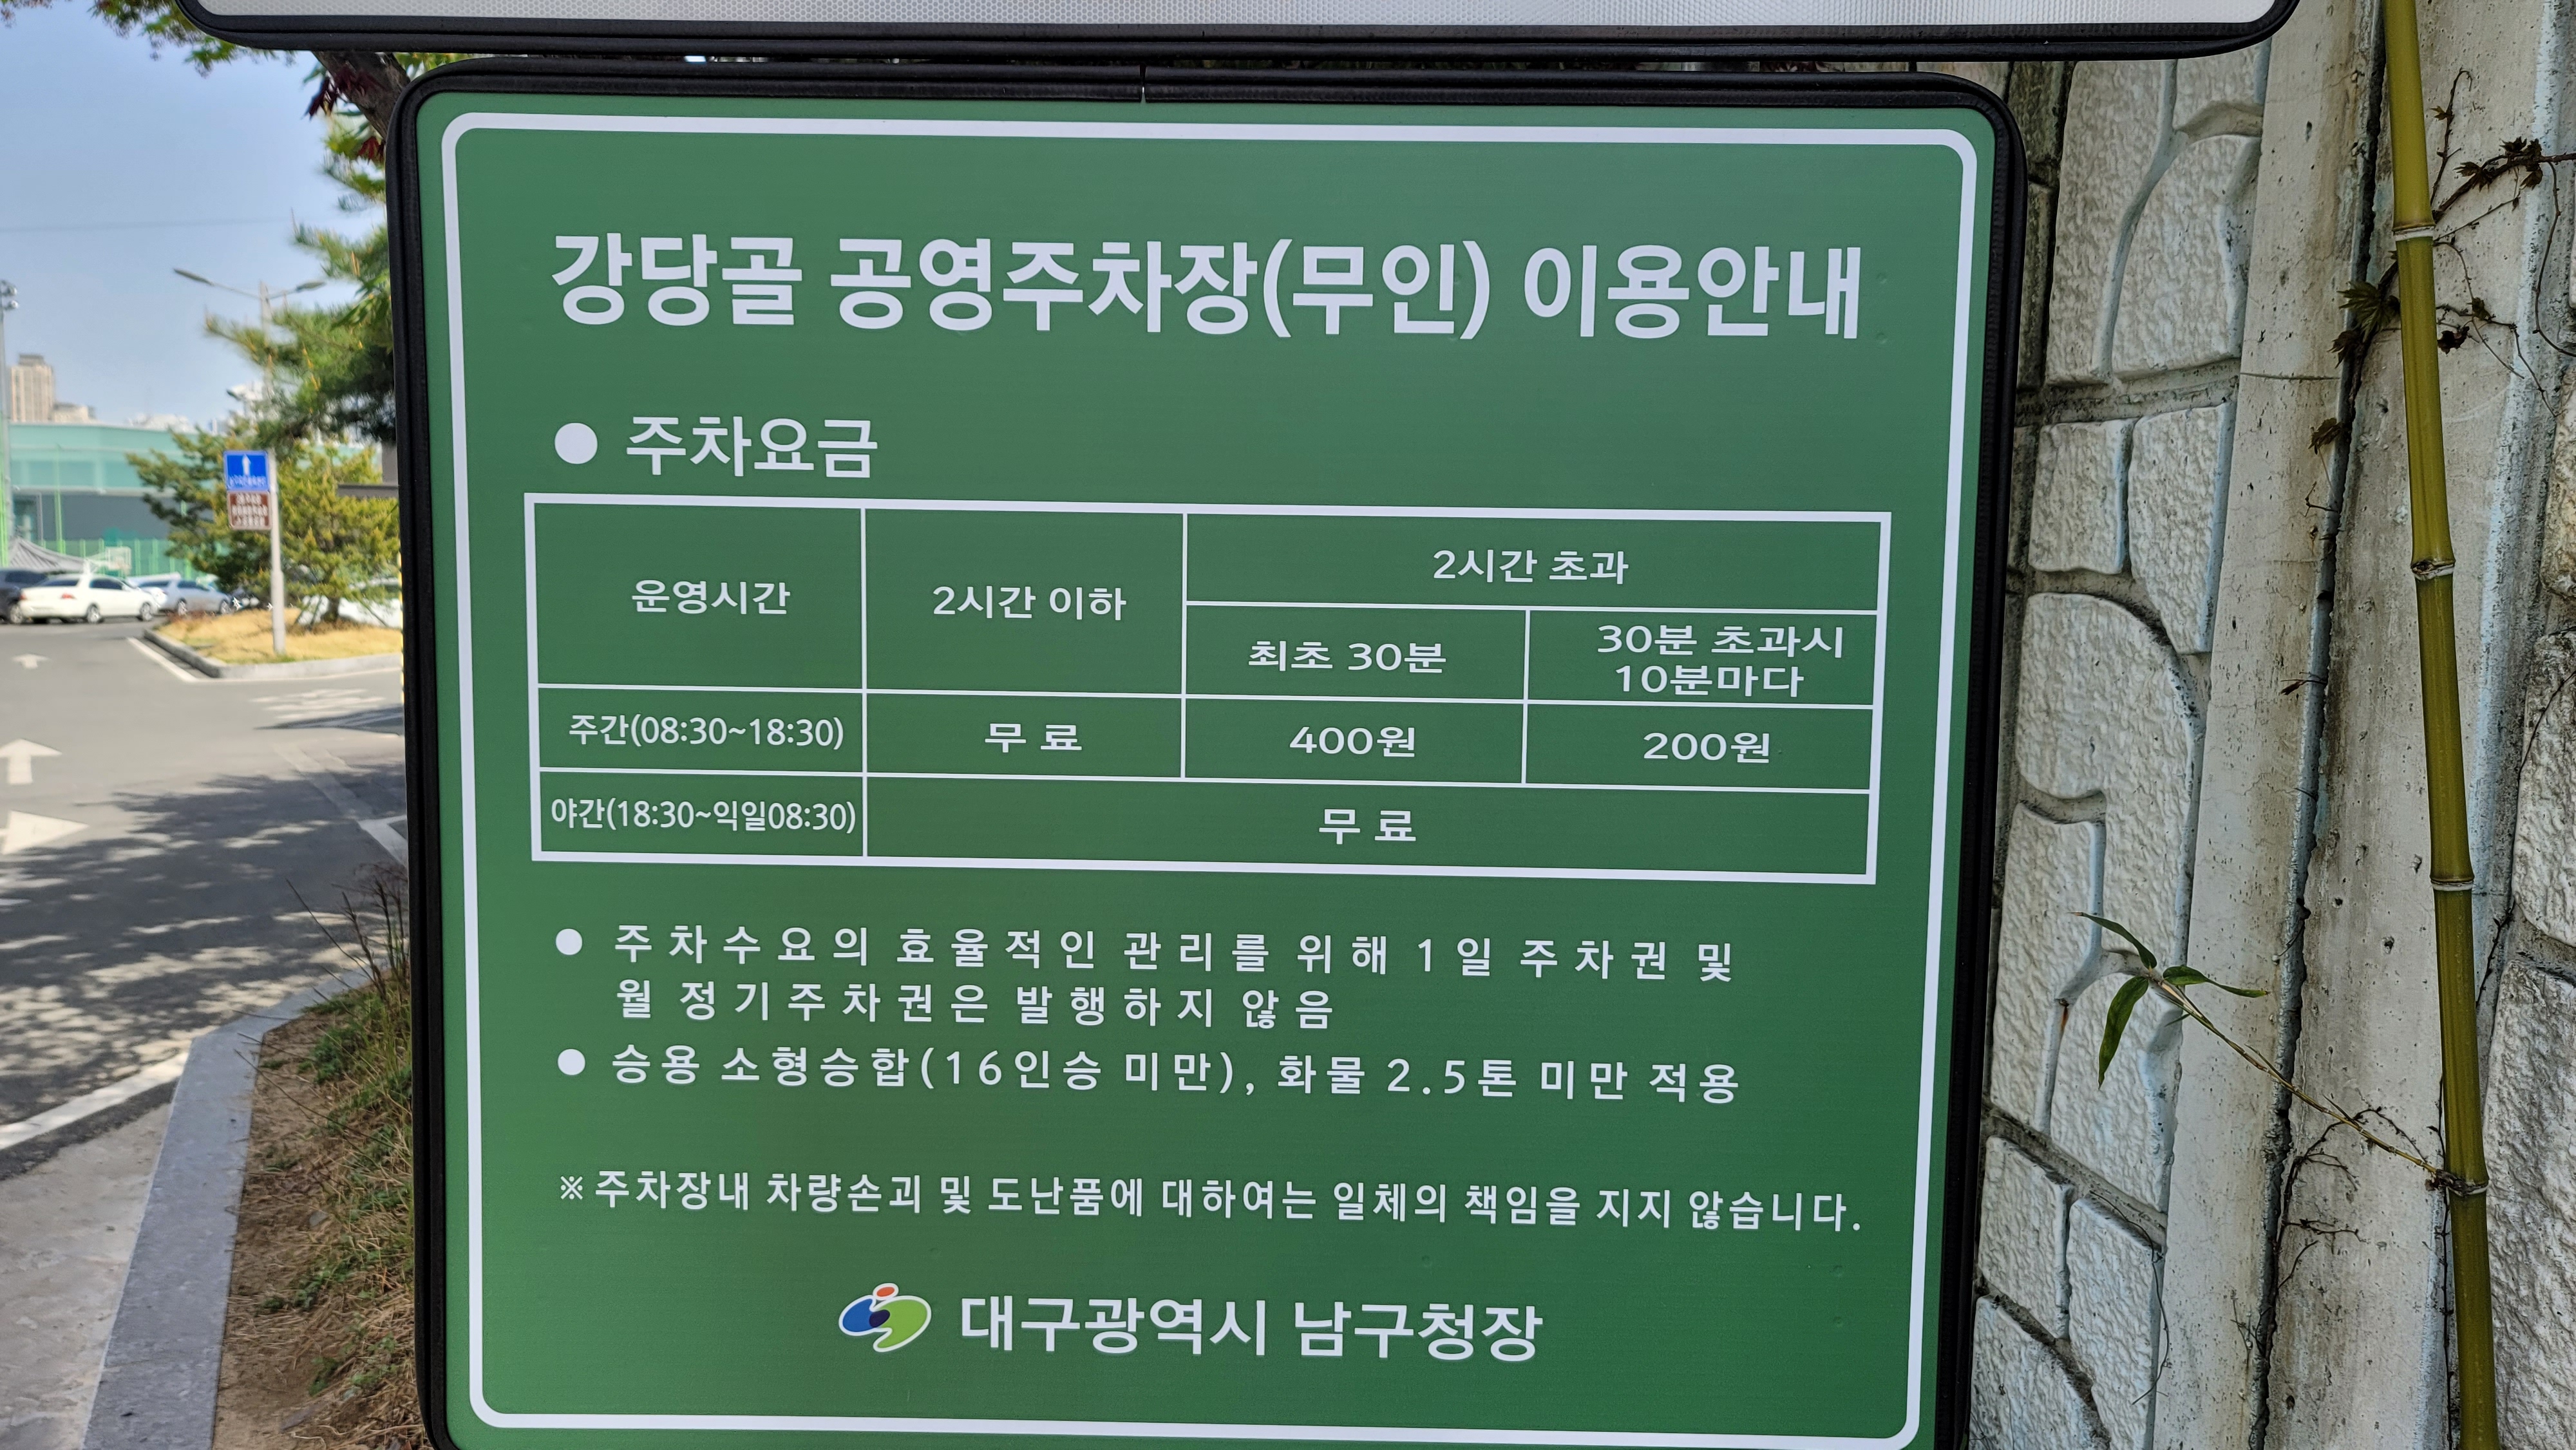 강당골 공영주차장(무인) 이용안내
● 주차요금
운영시간
2시간 이하
2시간 초과
최초 30분
30분 초과시
10분마다
주간(08:30~18:30)
무 료
400원
200원
야간(18:30~익일08:30)
무 료
● 주차수요의 효율적인 관리를 위해 1일 주차권 및
월 정기주차권은 발행하지 않음
● 승용 소형승합(16인승 미만), 화물 2.5톤 미만 적용
※주차장내 차량손괴 및 도난품에 대하여는 일체의 책임을 지지 않습니다.
대구광역시 남구청장